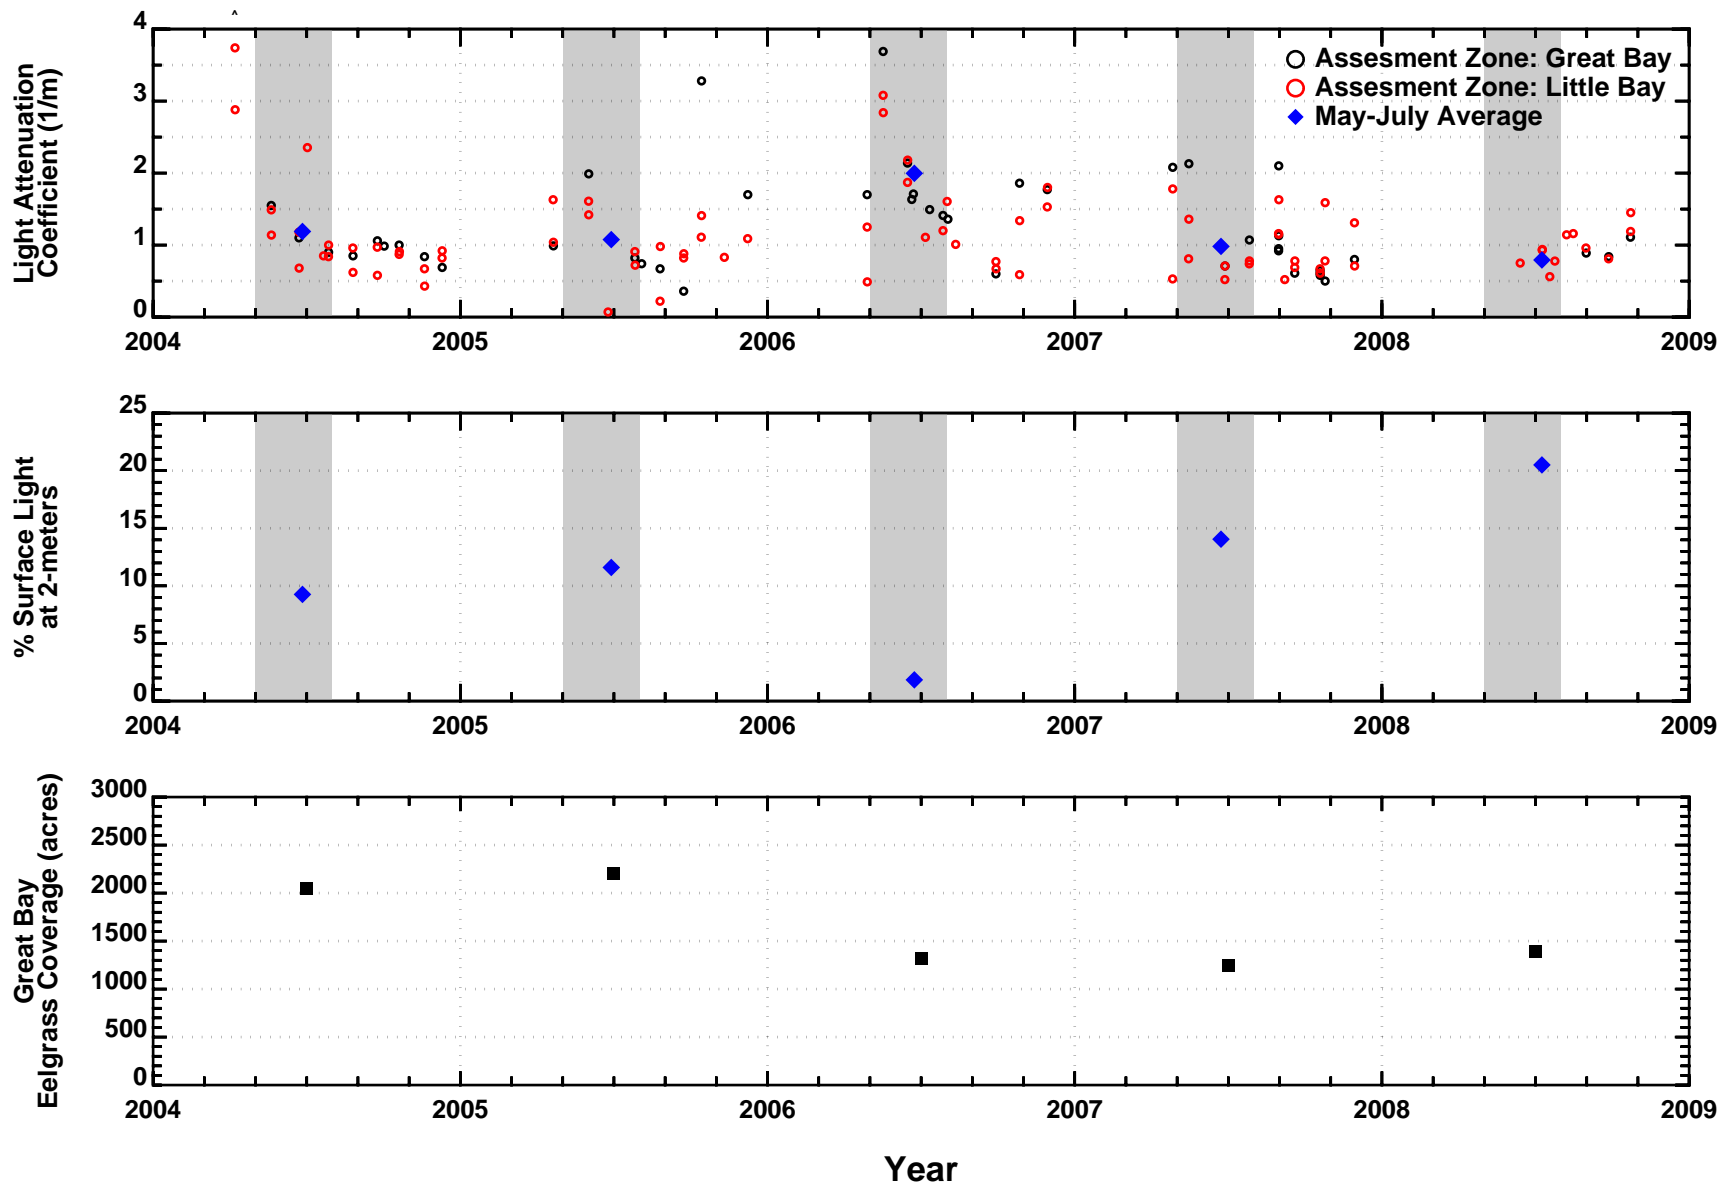 ^
4
3
2
1
0
Light Attenuation
Coefficient (1/m)
Assesment Zone: Great Bay
Assesment Zone: Little Bay
May-July Average
2004 2005 2006 2007 2008 2009
25
20
15
10
5
0
% Surface Light
at 2-meters
2004 2005 2006 2007 2008 2009
3000
2500
2000
1500
1000
500
0
Great Bay
Eelgrass Coverage (acres)
2004 2005 2006 2007 2008 2009
Year